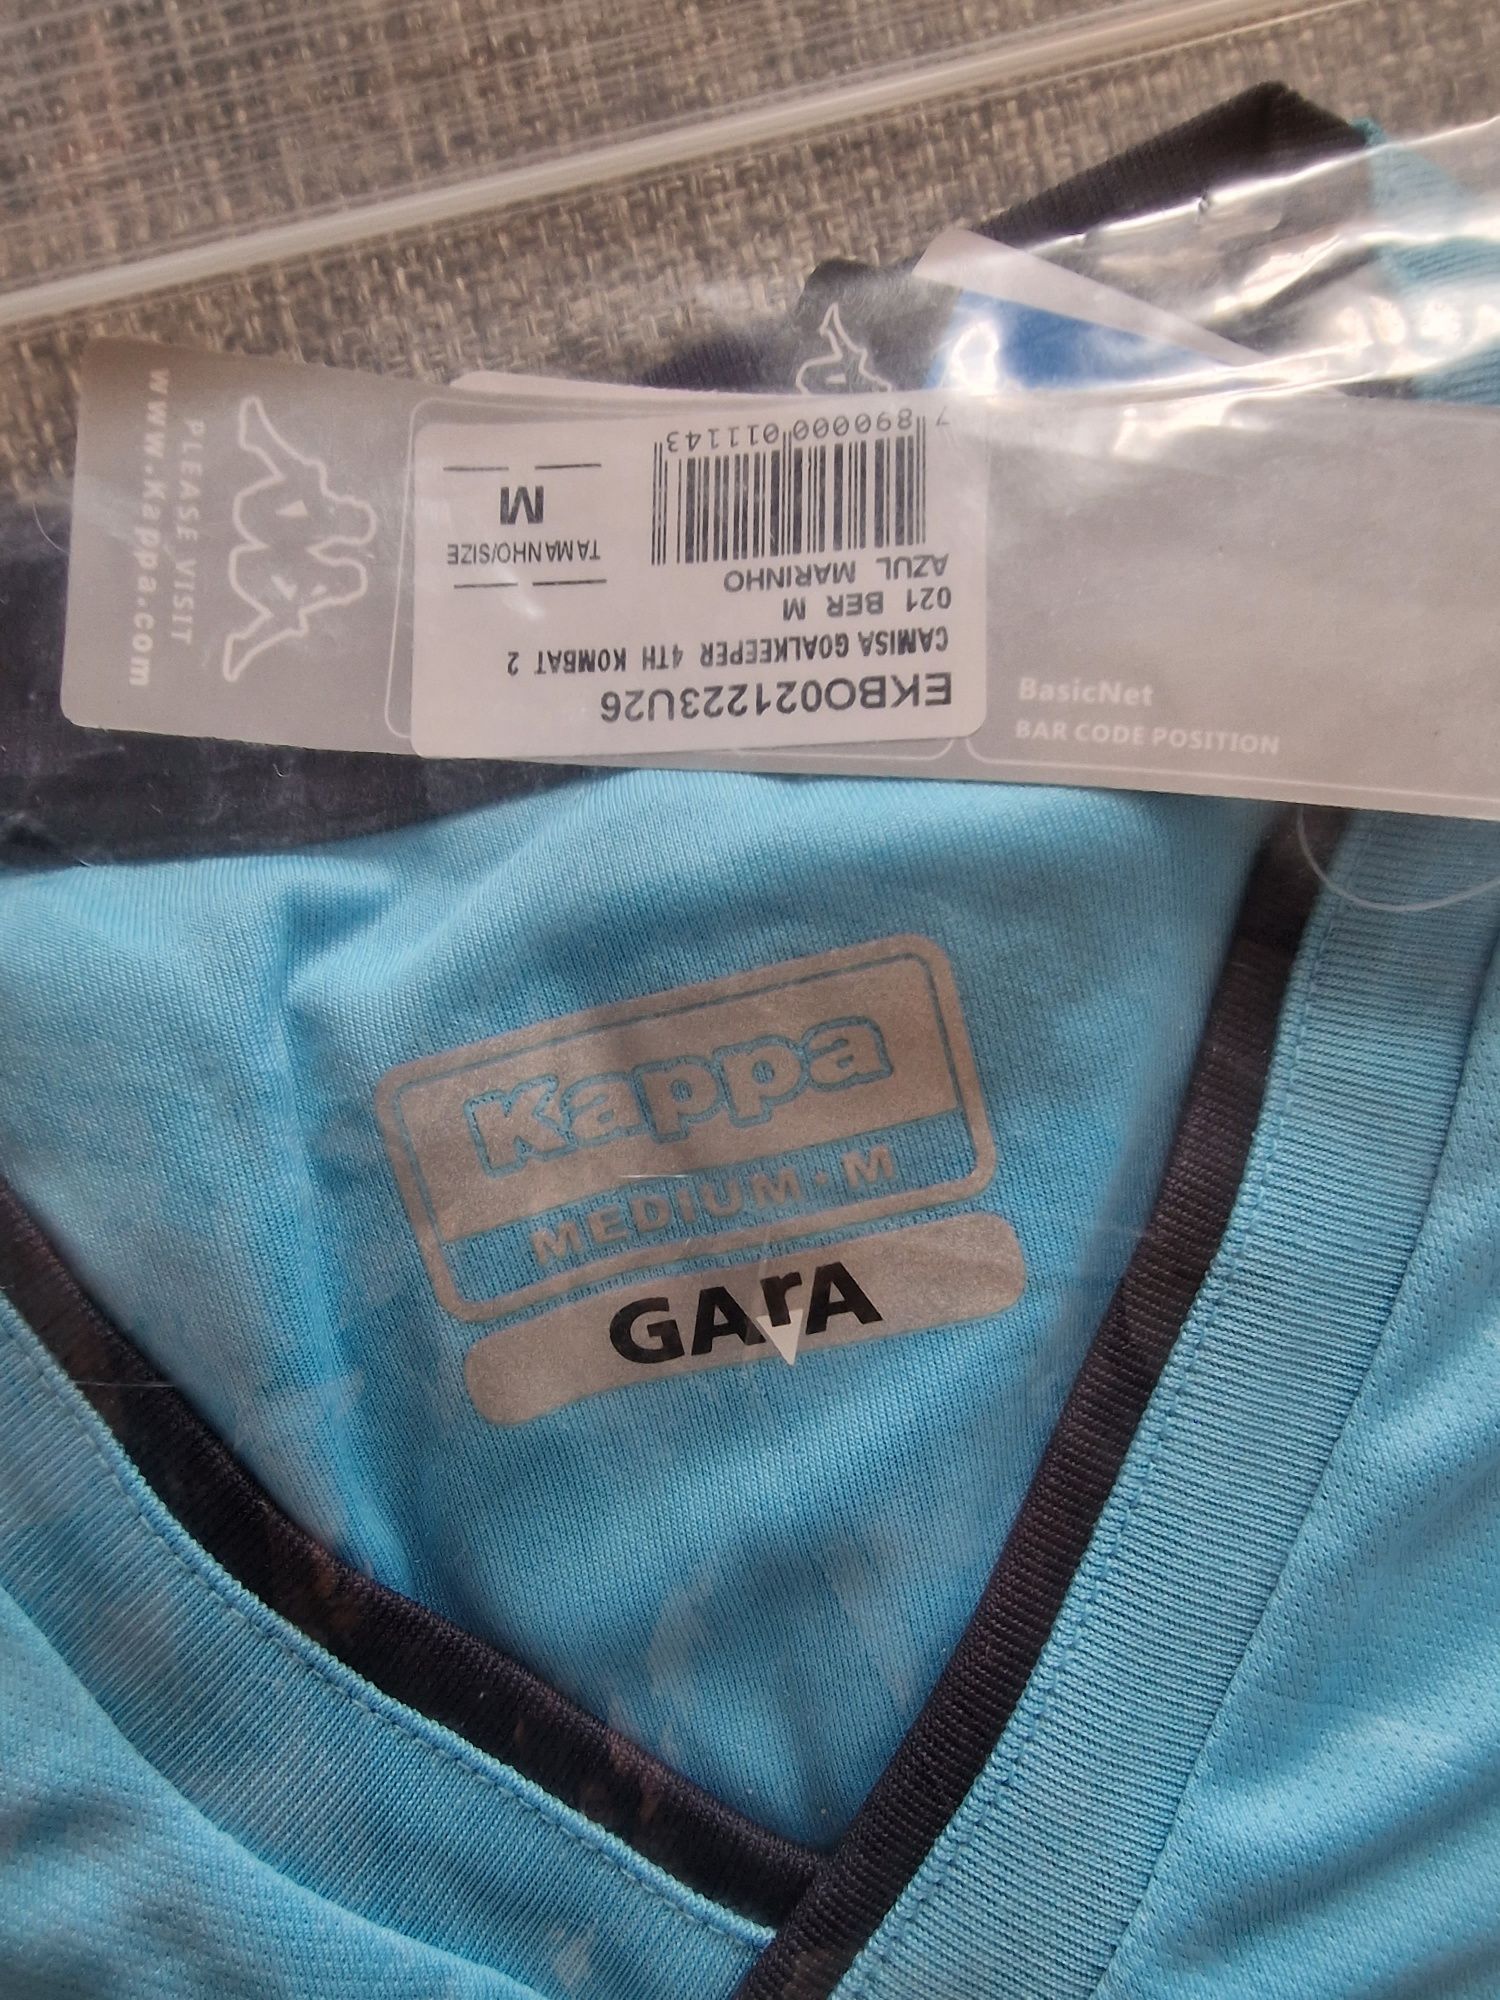 EKBO021223U26
CAMISA GOALKEEPER 4TH KOMBAT 2
021 BER M
AZUL MARINHO
TAMANHO/SIZE
M
7 890000 011143
PLEASE VISIT
www.Kappa.com
BasicNet
BAR CODE POSITION
Kappa
MEDIUM·M
GArA